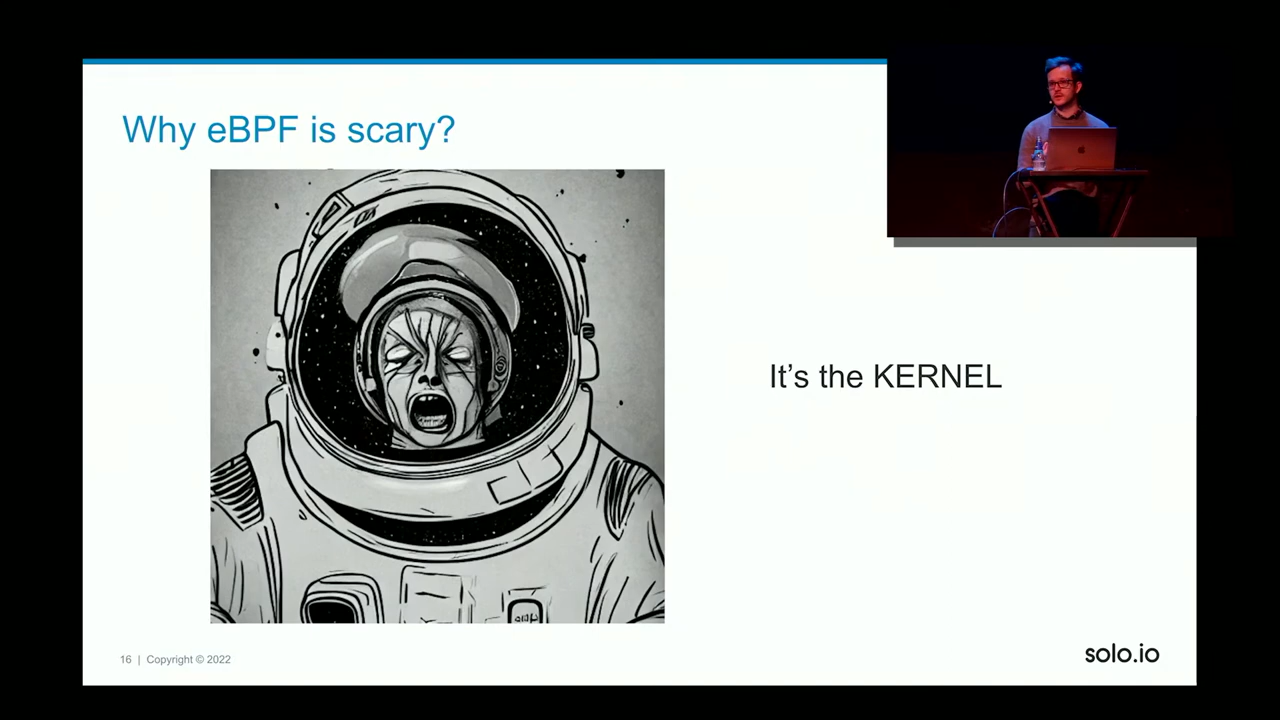 Why eBPF is scary?
It's the KERNEL
16 | Copyright © 2022
solo.io